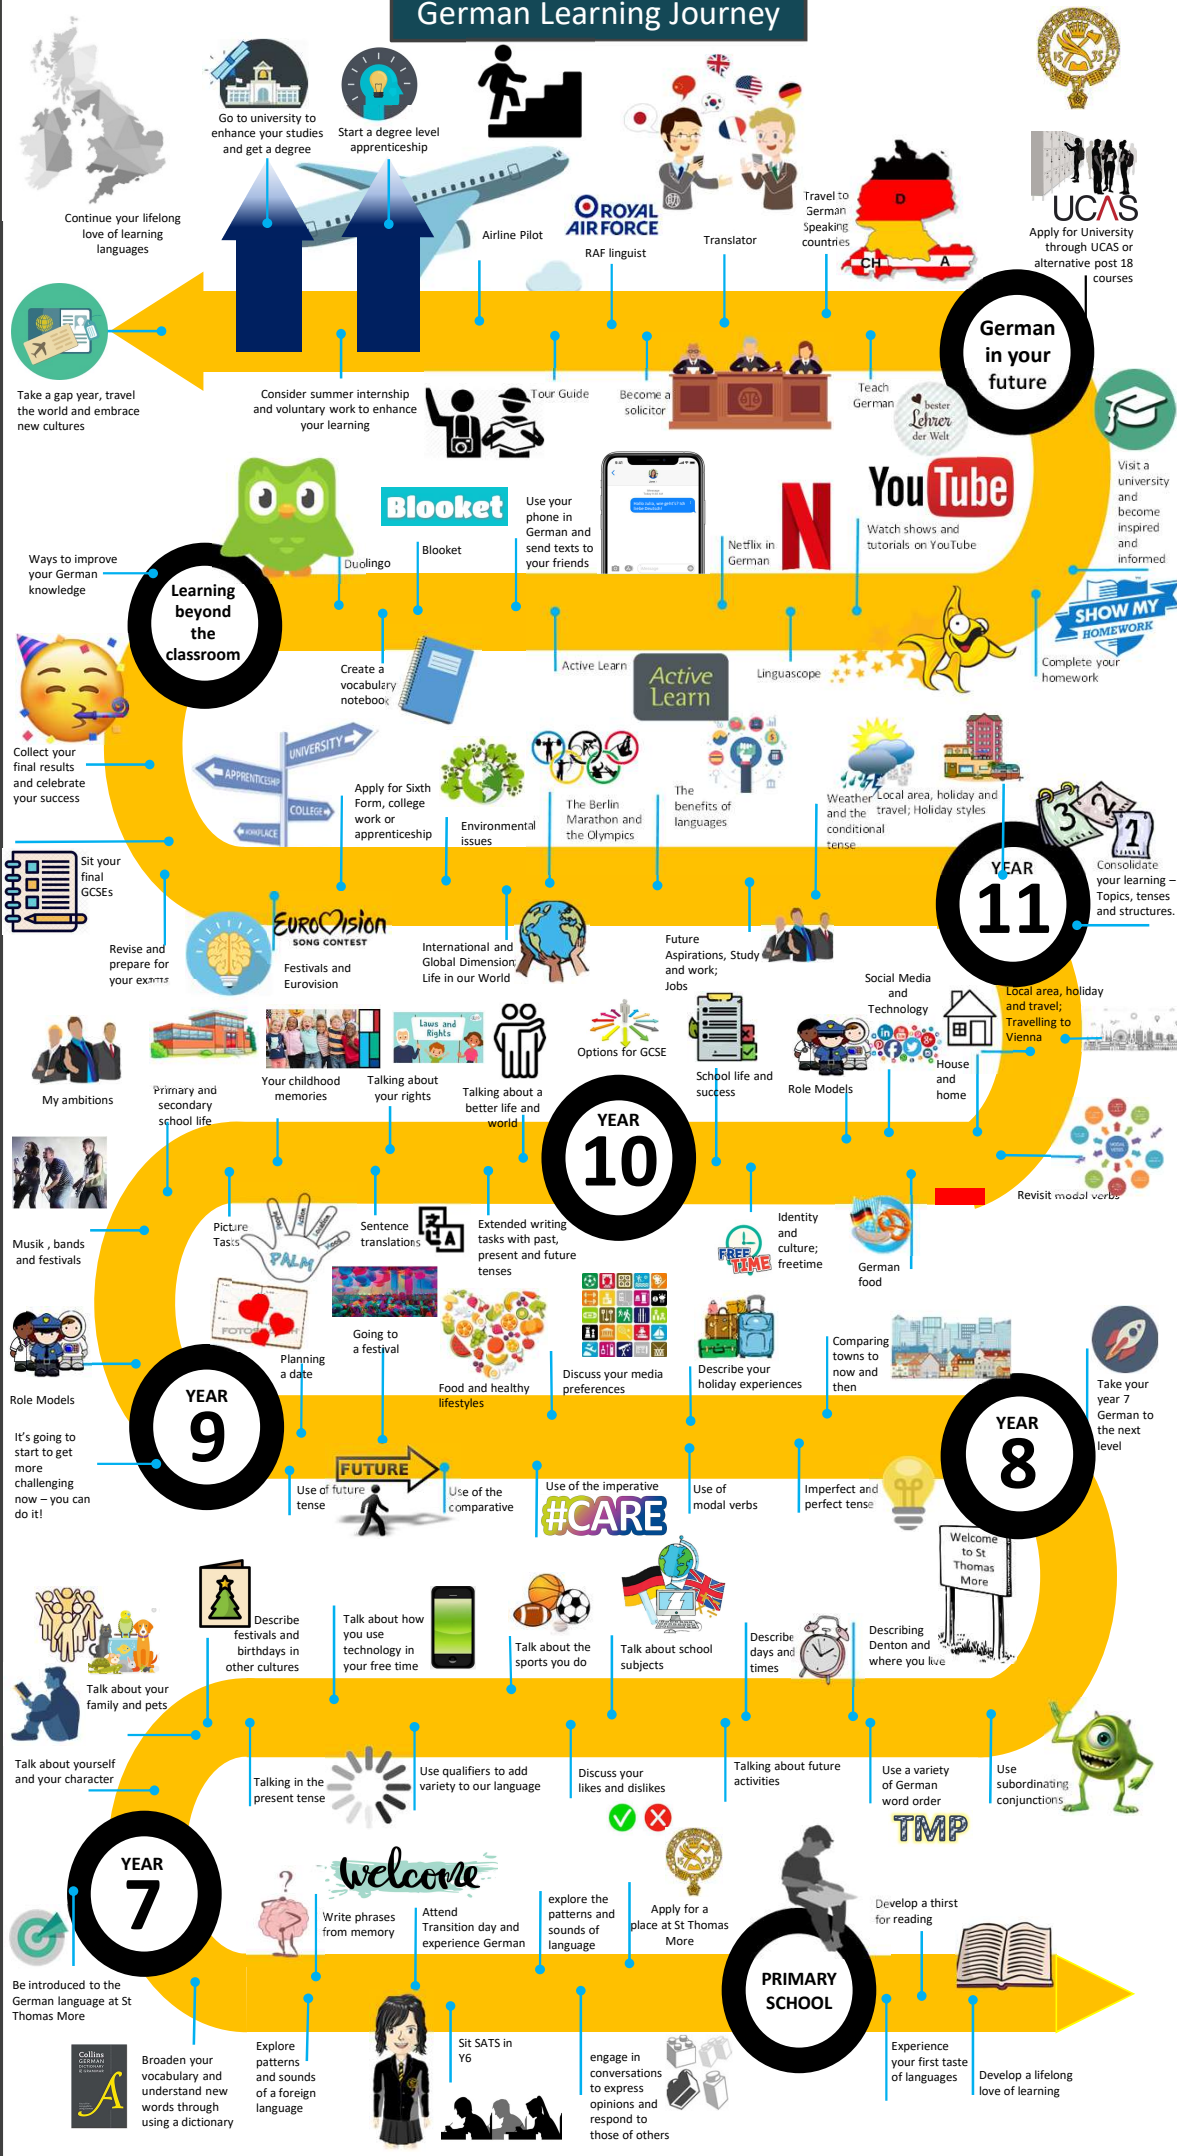 German Learning Journey
Go to university to
enhance your studies
and get a degree
Start a degree level
apprenticeship
Continue your lifelong
love of learning
languages
Airline Pilot
ROYAL
AIR FORCE
RAF linguist
Translator
Travel to
German
Speaking
countries
D
CH
A
15
35
UCAS
Apply for University
through UCAS or
alternative post 18
courses
German
in your
future
Take a gap year, travel
the world and embrace
new cultures
Consider summer internship
and voluntary work to enhance
your learning
Tour Guide
Become a
solicitor
Teach
German
bester
Lehrer
der Welt
Visit a
university
and
become
inspired
and
informed
Ways to improve
your German
knowledge
Learning
beyond
the
classroom
Duolingo
Blooket
Blooket
Use your
phone in
German and
send texts to
your friends
Netflix in
German
YouTube
Watch shows and
tutorials on YouTube
SHOW MY
HOMEWORK
Complete your
homework
Create a
vocabulary
notebook
Active Learn
Active
Learn
Linguascope
Collect your
final results
and celebrate
your success
UNIVERSITY
APPRENTICESHIP
COLLEGE
WORKPLACE
Apply for Sixth
Form, college
work or
apprenticeship
Environmental
issues
The Berlin
Marathon and
the Olympics
The
benefits of
languages
Weather
and the
conditional
tense
Local area, holiday and
travel; Holiday styles
3
2
1
YEAR
11
Consolidate
your learning –
Topics, tenses
and structures.
Sit your
final
GCSEs
Revise and
prepare for
your exams
EUROVISION
SONG CONTEST
Festivals and
Eurovision
International and
Global Dimension
Life in our World
Future
Aspirations, Study
and work;
Jobs
Social Media
and
Technology
Local area, holiday
and travel;
Travelling to
Vienna
My ambitions
Primary and
secondary
school life
Your childhood
memories
Laws and
Rights
Talking about
your rights
Talking about a
better life and
world
Options for GCSE
School life and
success
Role Models
House
and
home
YEAR
10
MODAL
VERBS
Revisit modal verbs
Musik , bands
and festivals
Picture
Tasks
PALM
Action
Location
Mood
Sentence
translations
A
Extended writing
tasks with past,
present and future
tenses
FREE
TIME
Identity
and
culture;
freetime
German
food
Role Models
Planning
a date
Going to
a festival
Food and healthy
lifestyles
Discuss your media
preferences
Describe your
holiday experiences
Comparing
towns to
now and
then
Take your
year 7
German to
the next
level
YEAR
9
YEAR
8
It's going to
start to get
more
challenging
now – you can
do it!
Use of future
tense
FUTURE
Use of the
comparative
Use of the imperative
#CARE
Use of
modal verbs
Imperfect and
perfect tense
Welcome
to St
Thomas
More
Talk about your
family and pets
Describe
festivals and
birthdays in
other cultures
Talk about how
you use
technology in
your free time
Talk about the
sports you do
Talk about school
subjects
Describe
days and
times
Describing
Denton and
where you live
Talk about yourself
and your character
Talking in the
present tense
Use qualifiers to add
variety to our language
Discuss your
likes and dislikes
Talking about future
activities
Use a variety
of German
word order
TMP
Use
subordinating
conjunctions
YEAR
7
?
Write phrases
from memory
welcome
Attend
Transition day and
experience German
explore the
patterns and
sounds of
language
15
35
Apply for a
place at St Thomas
More
Develop a thirst
for reading
PRIMARY
SCHOOL
Be introduced to the
German language at St
Thomas More
Collins
GERMAN
DICTIONARY
A
Broaden your
vocabulary and
understand new
words through
using a dictionary
Explore
patterns
and sounds
of a foreign
language
Sit SATS in
Y6
engage in
conversations
to express
opinions and
respond to
those of others
Experience
your first taste
of languages
Develop a lifelong
love of learning